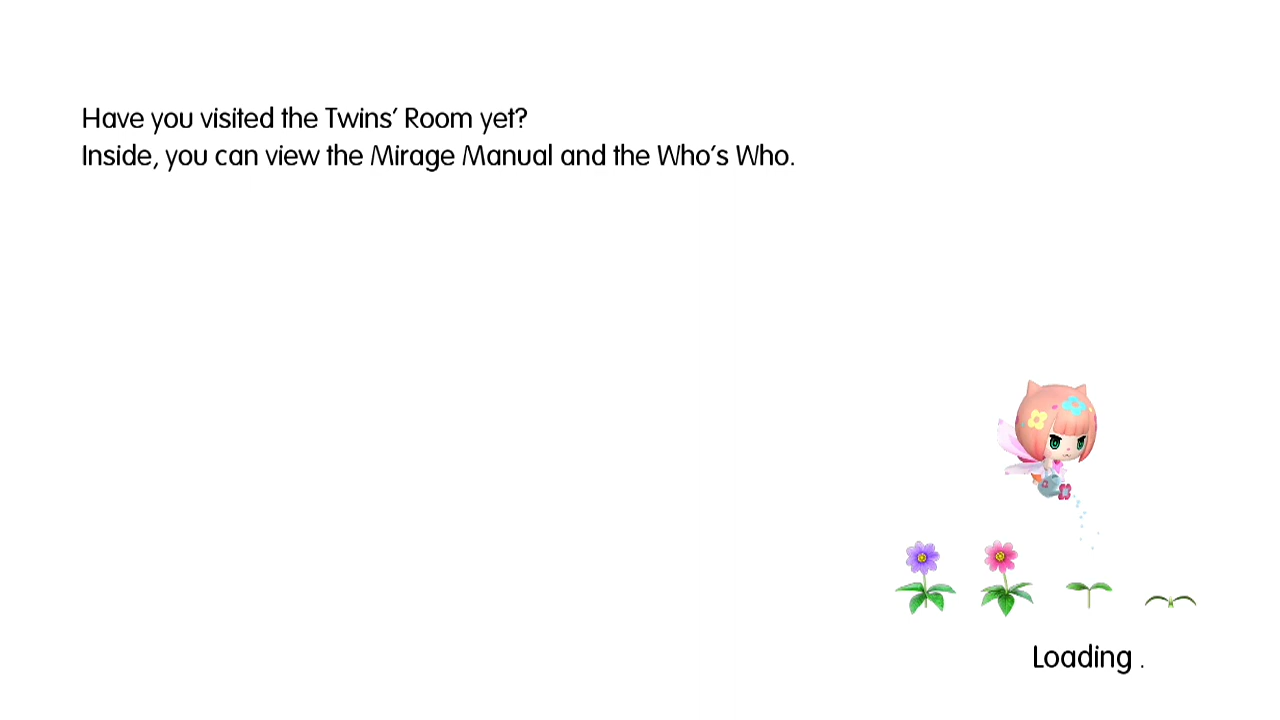 Have you visited the Twins’ Room yet?
Inside, you can view the Mirage Manual and the Who’s Who.
Loading .